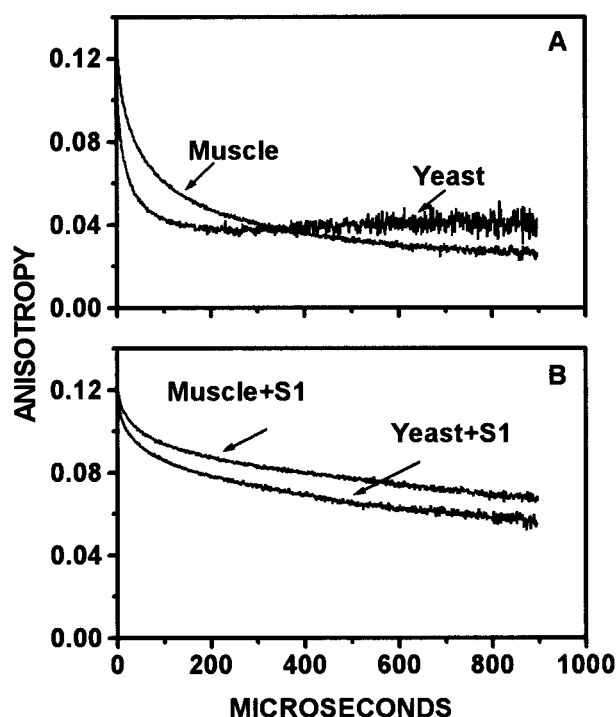 A
0.12
0.08
0.04
0.00
Muscle
Yeast
B
0.12
0.08
0.04
0.00
Muscle+S1
Yeast+S1
0 200 400 600 800 1000
ANISOTROPY
MICROSECONDS